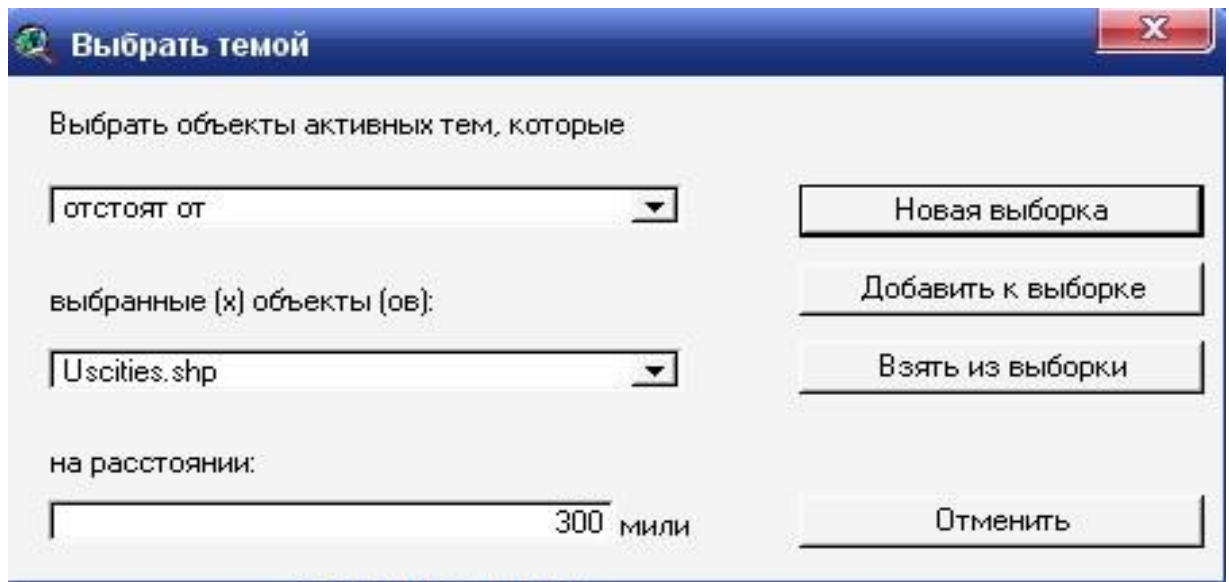 Выбрать темой
Выбрать объекты активных тем, которые
отстоят от
Новая выборка
Добавить к выборке
выбранные (х) объекты (ов):
Uscities.shp
Взять из выборки
на расстоянии:
300 мили
Отменить